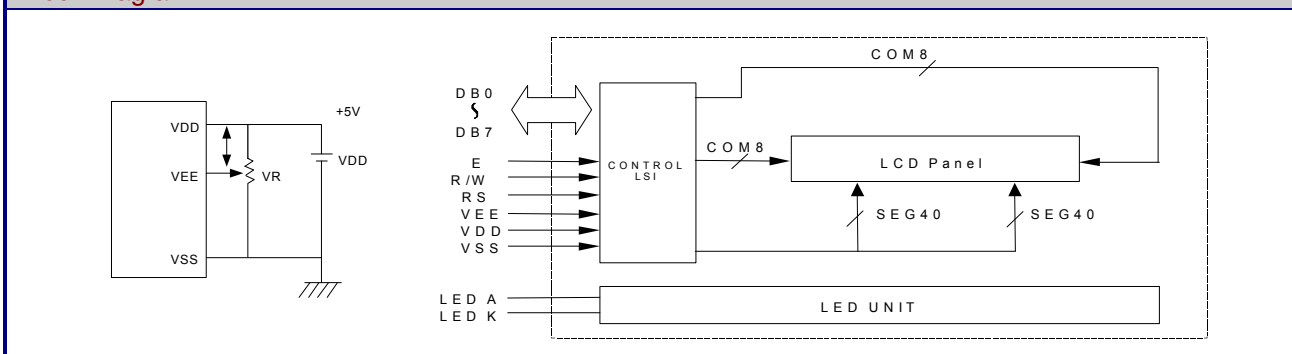 +5V
VDD
VDD
VEE
VR
VSS
DB0
DB7
E
R/W
RS
VEE
VDD
VSS
LED A
LED K
CONTROL
LSI
COM8
COM8
LCD Panel
SEG40
SEG40
LED UNIT